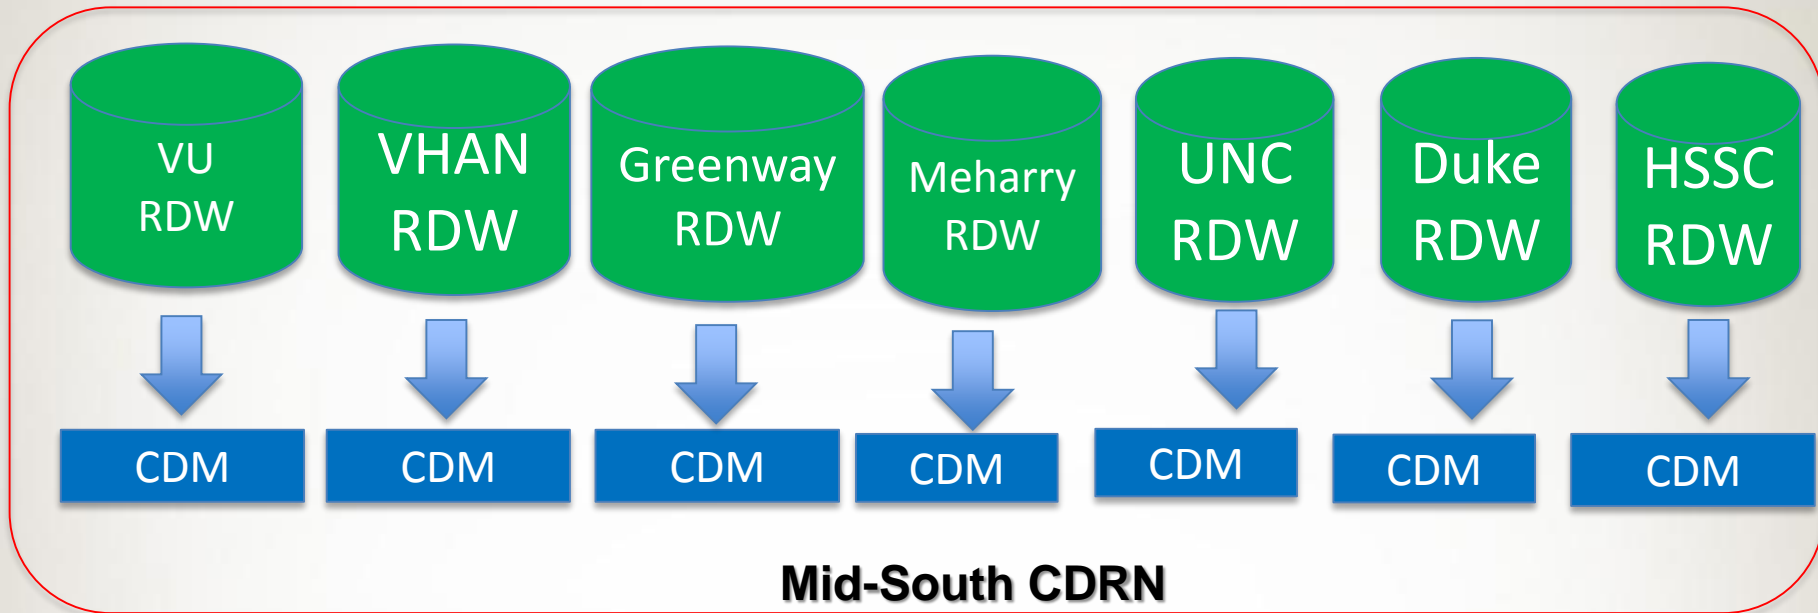 VU
RDW
VHAN
RDW
Greenway
RDW
Meharry
RDW
UNC
RDW
Duke
RDW
HSSC
RDW
CDM
CDM
CDM
CDM
CDM
CDM
CDM
Mid-South CDRN